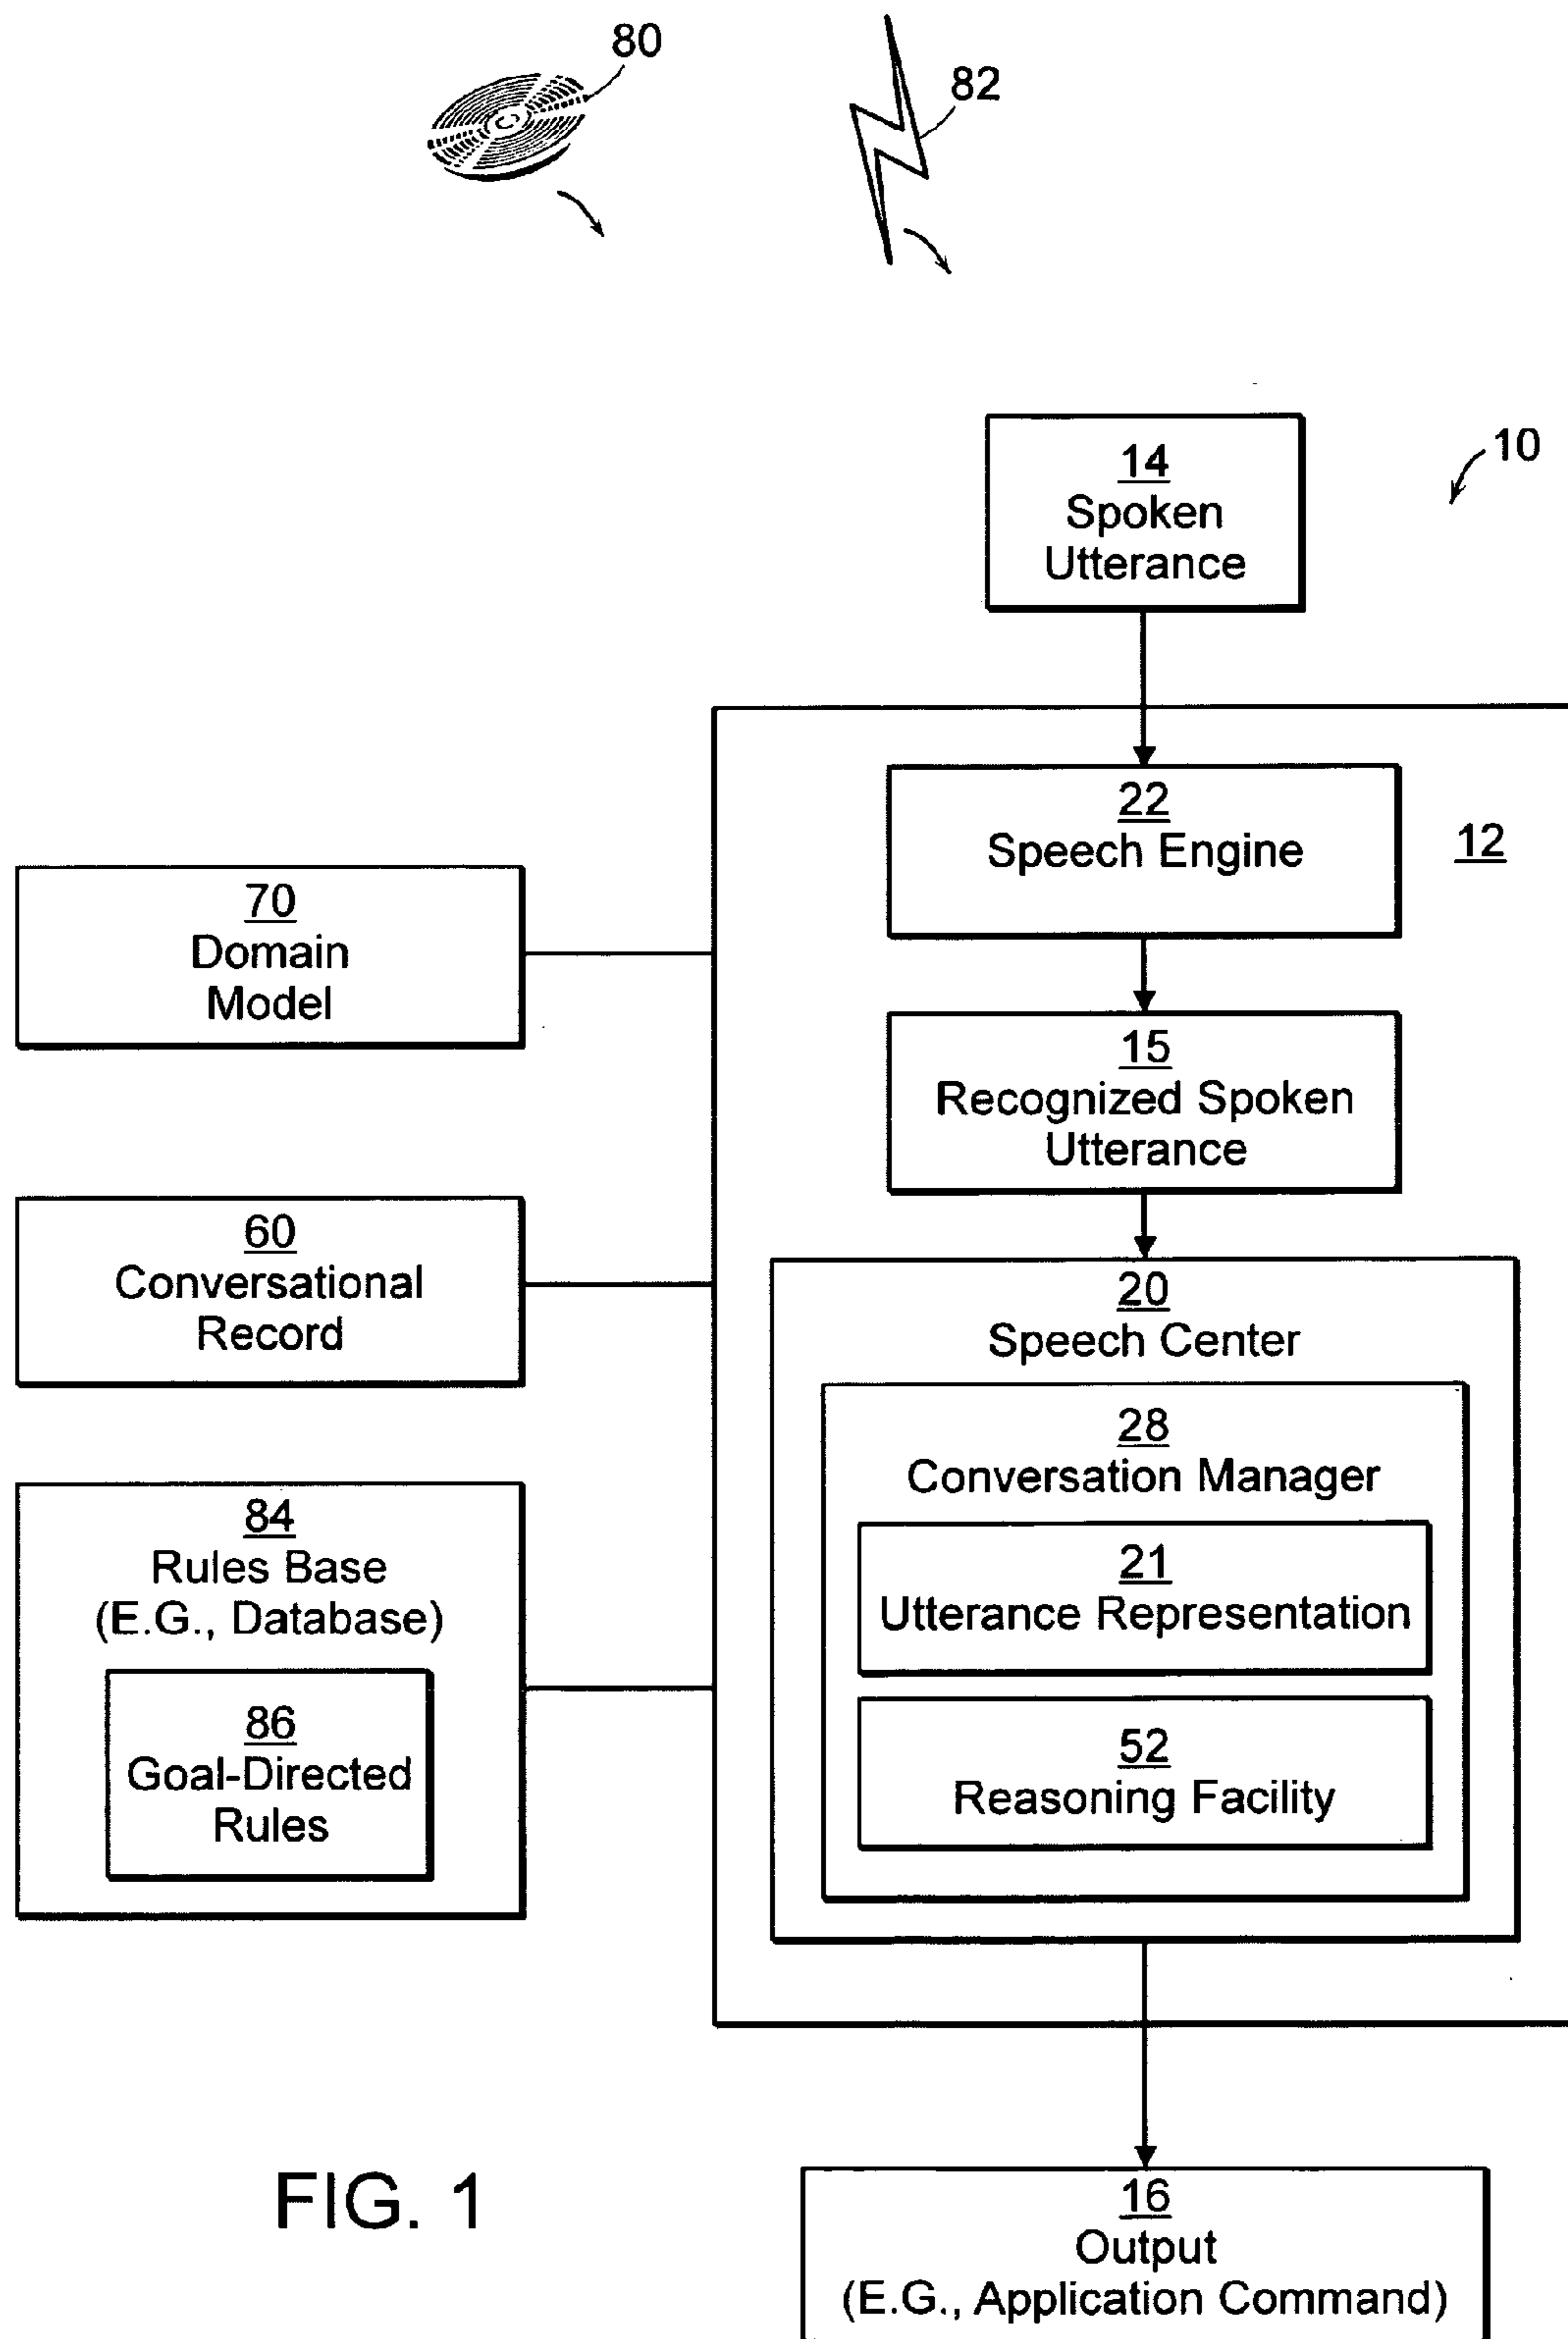 80
82
10
14
Spoken
Utterance
22
Speech Engine
12
70
Domain
Model
15
Recognized Spoken
Utterance
60
Conversational
Record
20
Speech Center
28
Conversation Manager
84
Rules Base
(E.G., Database)
21
Utterance Representation
86
Goal-Directed
Rules
52
Reasoning Facility
FIG. 1
16
Output
(E.G., Application Command)